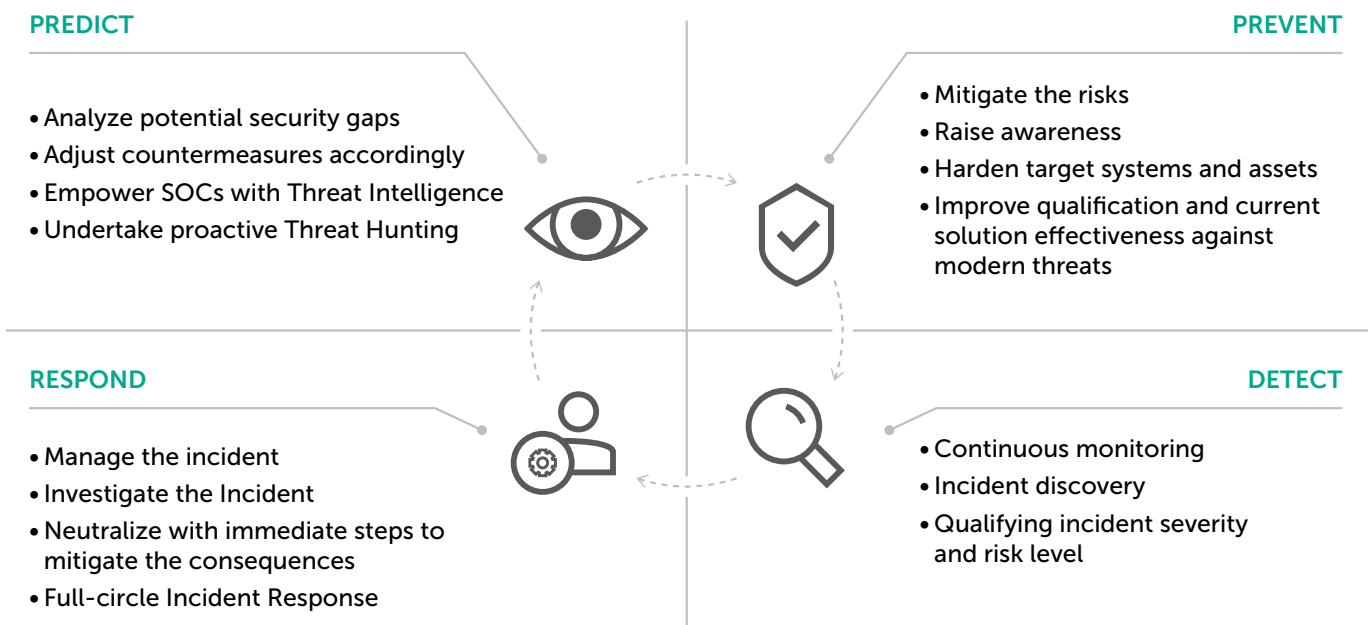 PREDICT
• Analyze potential security gaps
• Adjust countermeasures accordingly
• Empower SOCs with Threat Intelligence
• Undertake proactive Threat Hunting
PREVENT
• Mitigate the risks
• Raise awareness
• Harden target systems and assets
• Improve qualification and current
solution effectiveness against
modern threats
RESPOND
• Manage the incident
• Investigate the Incident
• Neutralize with immediate steps to
mitigate the consequences
• Full-circle Incident Response
DETECT
• Continuous monitoring
• Incident discovery
• Qualifying incident severity
and risk level